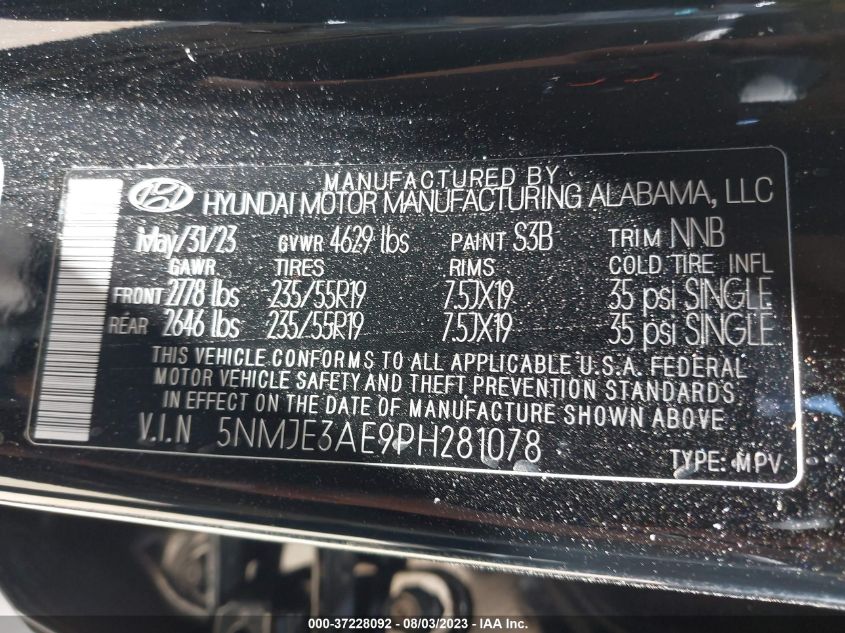 MANUFACTURED BY
HYUNDAI MOTOR MANUFACTURING ALABAMA, LLC
May/31/23 GVWR 4629 lbs PAINT S3B TRIM NNB
GAWR TIRES RIMS COLD TIRE INFL
FRONT 2778 lbs 235/55R19 7.5JX19 35 psi SINGLE
REAR 2646 lbs 235/55R19 7.5JX19 35 psi SINGLE
THIS VEHICLE CONFORMS TO ALL APPLICABLE U.S.A. FEDERAL
MOTOR VEHICLE SAFETY AND THEFT PREVENTION STANDARDS
IN EFFECT ON THE DATE OF MANUFACTURE SHOWN ABOVE
V.I.N 5NMJE3AE9PH281078 TYPE: MPV
000-37228092 - 08/03/2023 - IAA Inc.